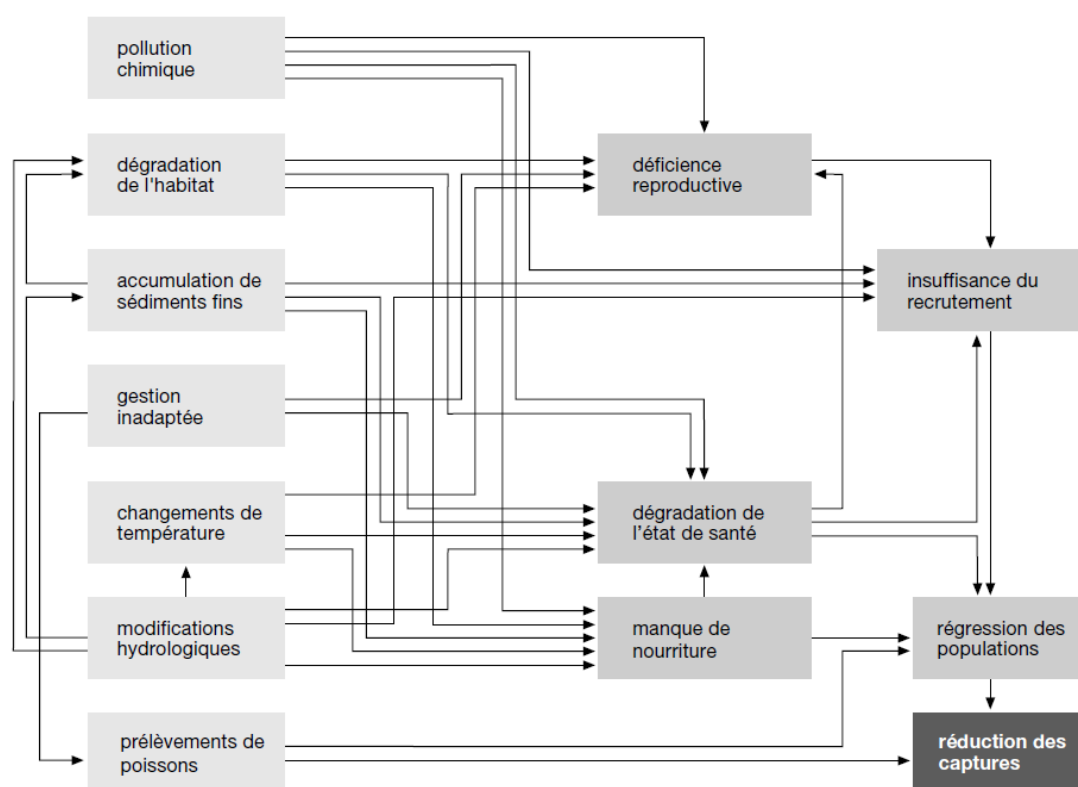 pollution
chimique
dégradation
de l'habitat
déficience
reproductive
accumulation de
sédiments fins
insuffisance du
recrutement
gestion
inadaptée
changements de
température
dégradation de
l'état de santé
modifications
hydrologiques
manque de
nourriture
régression des
populations
prélèvements de
poissons
réduction des
captures